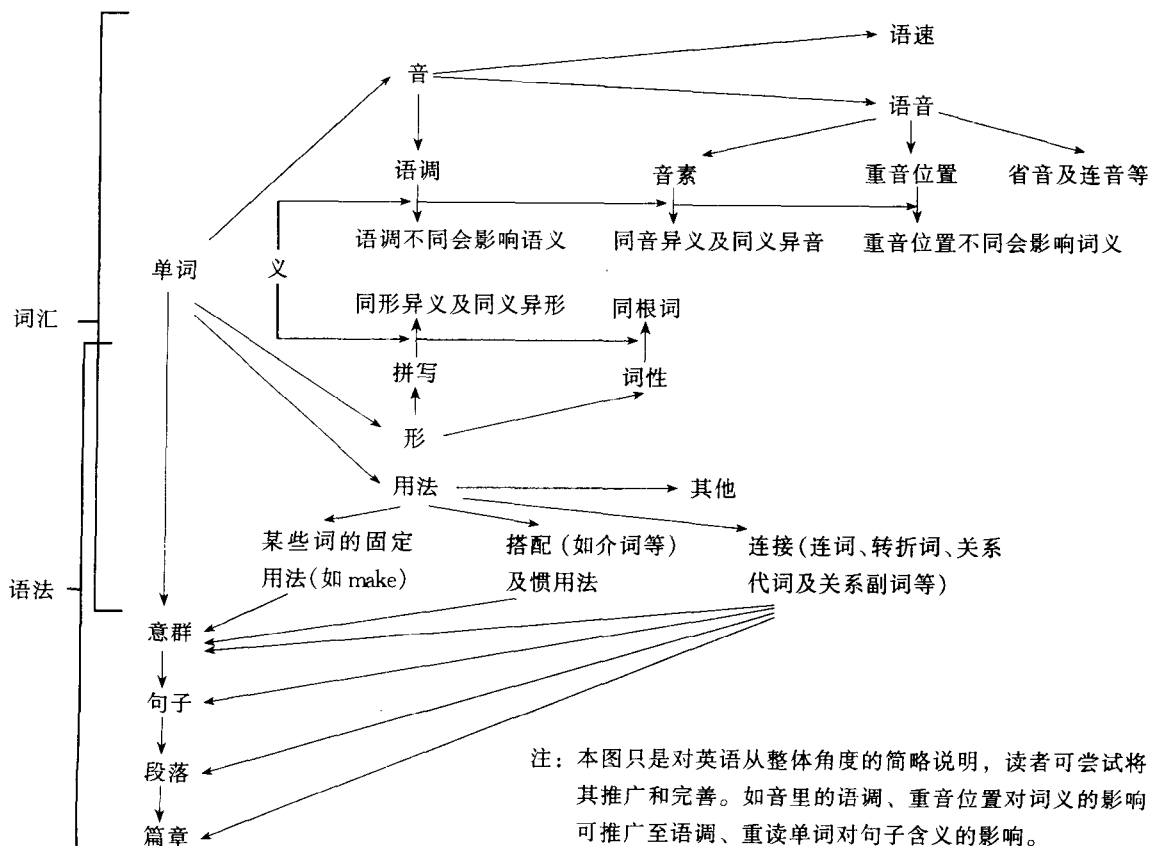 语速
音
语音
语调
音素
重音位置
省音及连音等
语调不同会影响语义
同音异义及同义异音
重音位置不同会影响词义
单词
义
同形异义及同义异形
同根词
词汇
拼写
词性
形
用法
其他
某些词的固定
用法(如 make)
搭配(如介词等)
及惯用法
连接(连词、转折词、关系
代词及关系副词等)
语法
意群
句子
段落
篇章
注：本图只是对英语从整体角度的简略说明，读者可尝试将
其推广和完善。如音里的语调、重音位置对词义的影响
可推广至语调、重读单词对句子含义的影响。